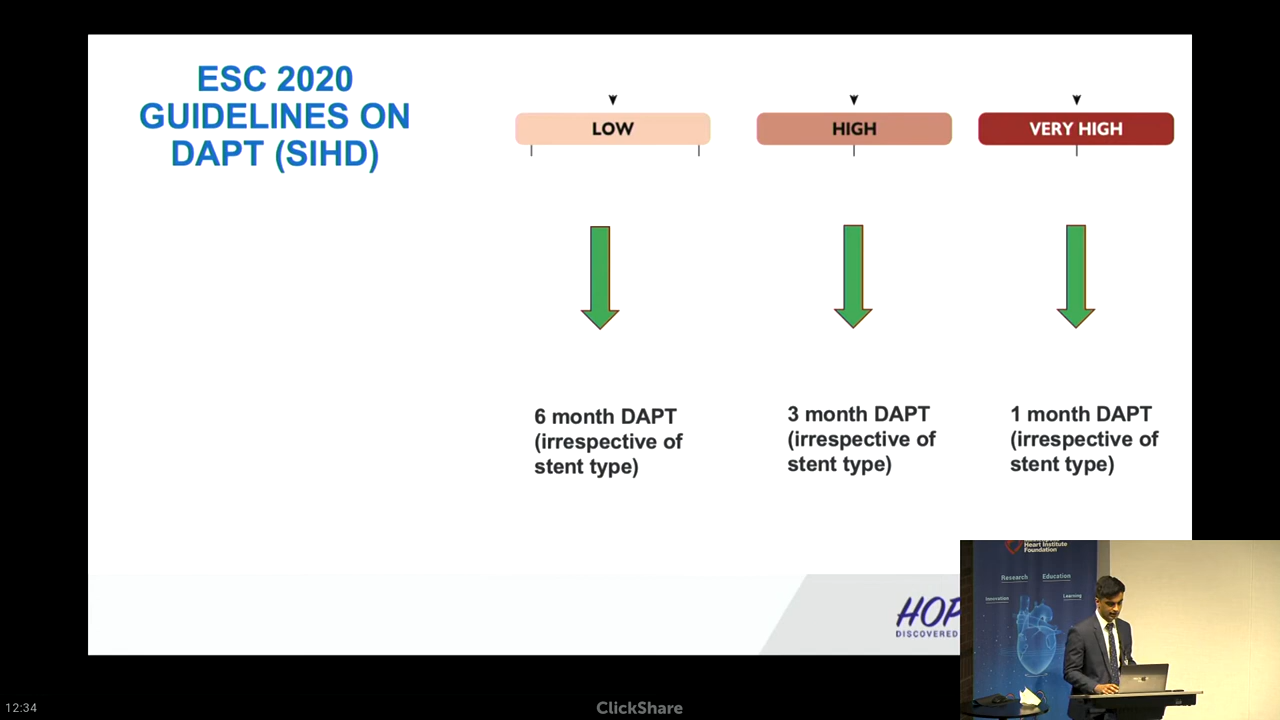 ESC 2020
GUIDELINES ON
DAPT (SIHD)
LOW
HIGH
VERY HIGH
6 month DAPT
(irrespective of
stent type)
3 month DAPT
(irrespective of
stent type)
1 month DAPT
(irrespective of
stent type)
HOP
DISCOVERED
Heart Institute
Foundation
Research
Education
Innovation
Learning
12:34
ClickShare